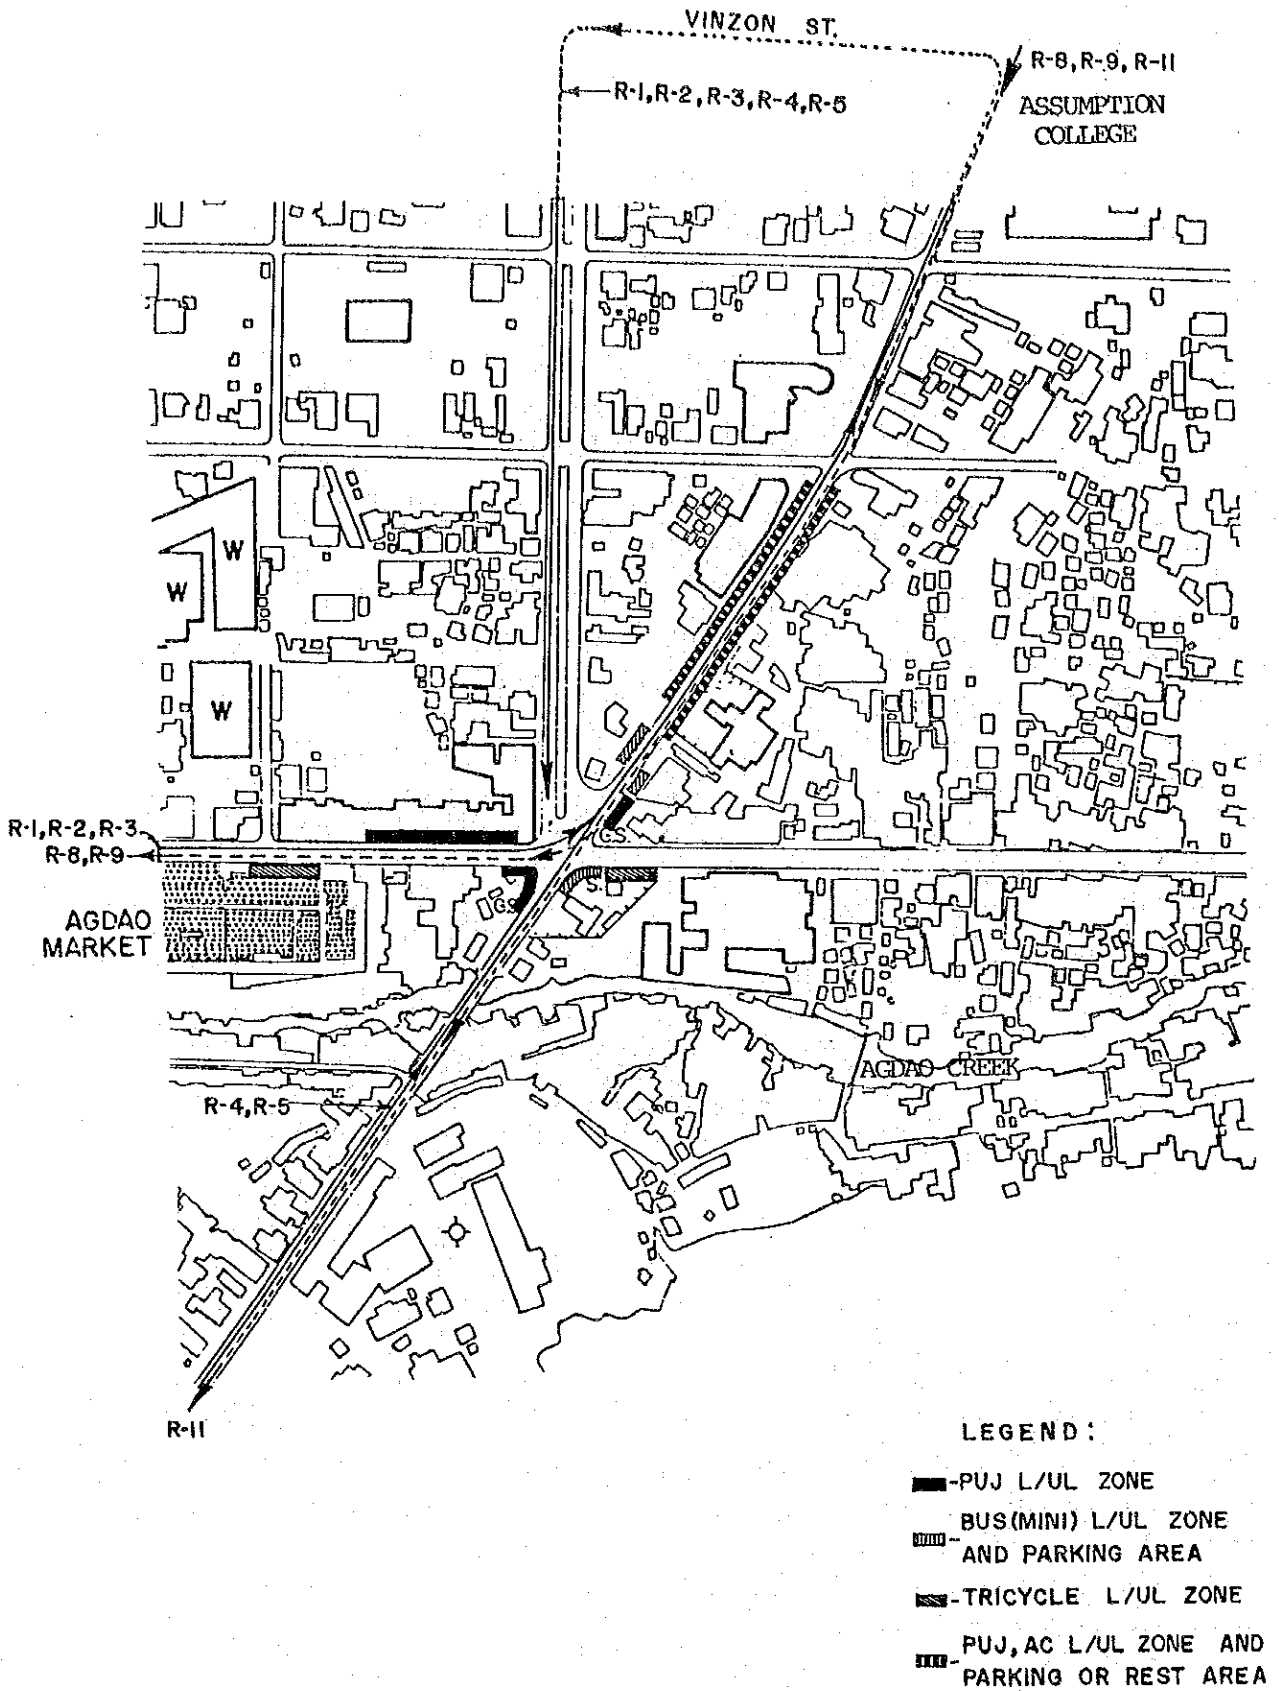 VINZON ST.
R-8, R-9, R-11
R-1, R-2, R-3, R-4, R-5
ASSUMPTION
COLLEGE
W
W
W
R-1, R-2, R-3
R-8, R-9
G.S.
G.S.
S.
AGDAO
MARKET
AGDAO CREEK
R-4, R-5
R-11
LEGEND:
-PUJ L/UL ZONE
-BUS(MINI) L/UL ZONE
AND PARKING AREA
-TRICYCLE L/UL ZONE
-PUJ, AC L/UL ZONE AND
PARKING OR REST AREA